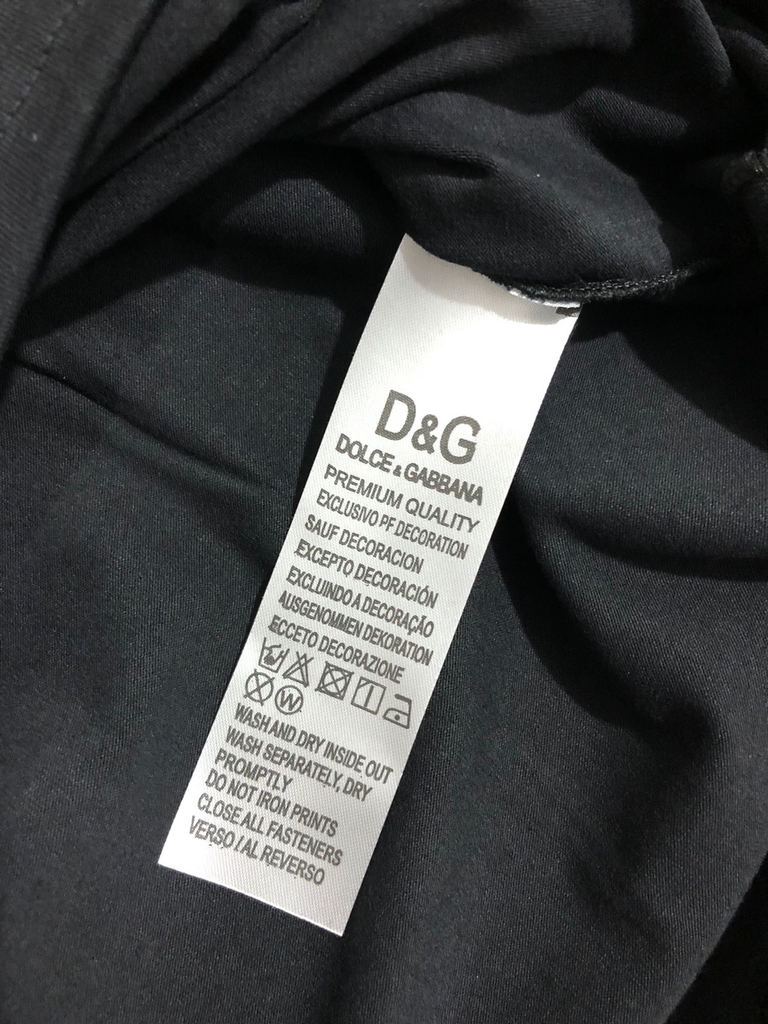 D&G
DOLCE & GABBANA
PREMIUM QUALITY
EXCLUSIVO PF DECORATION
SAUF DECORACION
EXCEPTO DECORACIÓN
EXCLUINDO A DECORAÇÃO
AUSGENOMMEN DEKORATION
ECCETO DECORAZIONE
W
WASH AND DRY INSIDE OUT
WASH SEPARATELY, DRY
PROMPTLY
DO NOT IRON PRINTS
CLOSE ALL FASTENERS
VERSO / AL REVERSO